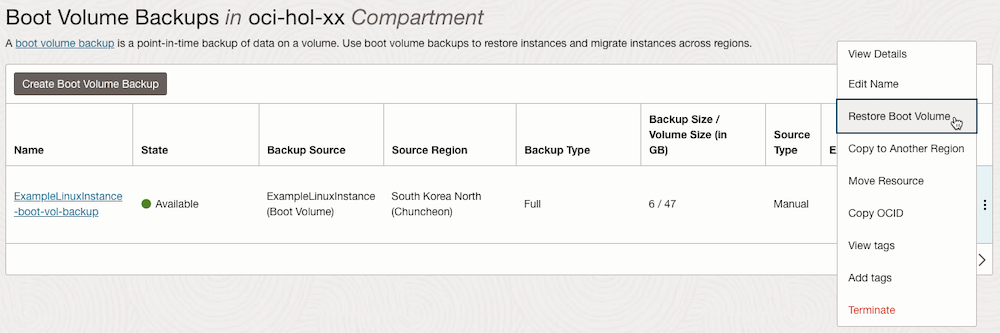 Boot Volume Backups in oci-hol-xx Compartment
A boot volume backup is a point-in-time backup of data on a volume. Use boot volume backups to restore instances and migrate instances across regions.
Create Boot Volume Backup
Name
State
Backup Source
Source Region
Backup Type
Backup Size /
Volume Size (in
GB)
Source
Type
E
ExampleLinuxInstance
-boot-vol-backup
Available
ExampleLinuxInstance
(Boot Volume)
South Korea North
(Chuncheon)
Full
6 / 47
Manual
View Details
Edit Name
Restore Boot Volume
Copy to Another Region
Move Resource
Copy OCID
View tags
Add tags
Terminate